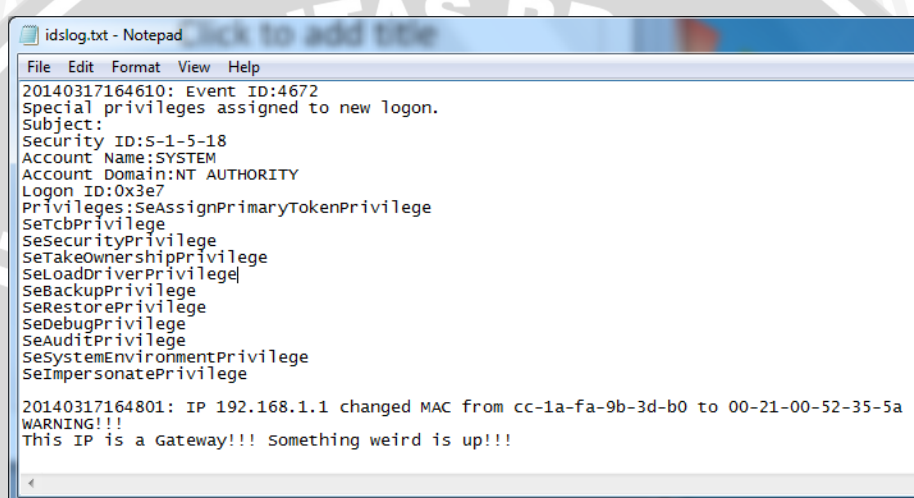 idslog.txt - Notepad
Click to add title
File Edit Format View Help
20140317164610: Event ID:4672
Special privileges assigned to new logon.
Subject:
Security ID:S-1-5-18
Account Name:SYSTEM
Account Domain:NT AUTHORITY
Logon ID:0x3e7
Privileges:SeAssignPrimaryTokenPrivilege
SeTcbPrivilege
SeSecurityPrivilege
SeTakeOwnershipPrivilege
SeLoadDriverPrivilege
SeBackupPrivilege
SeRestorePrivilege
SeDebugPrivilege
SeAuditPrivilege
SeSystemEnvironmentPrivilege
SeImpersonatePrivilege
20140317164801: IP 192.168.1.1 changed MAC from cc-1a-fa-9b-3d-b0 to 00-21-00-52-35-5a
WARNING!!!
This IP is a Gateway!!! Something weird is up!!!